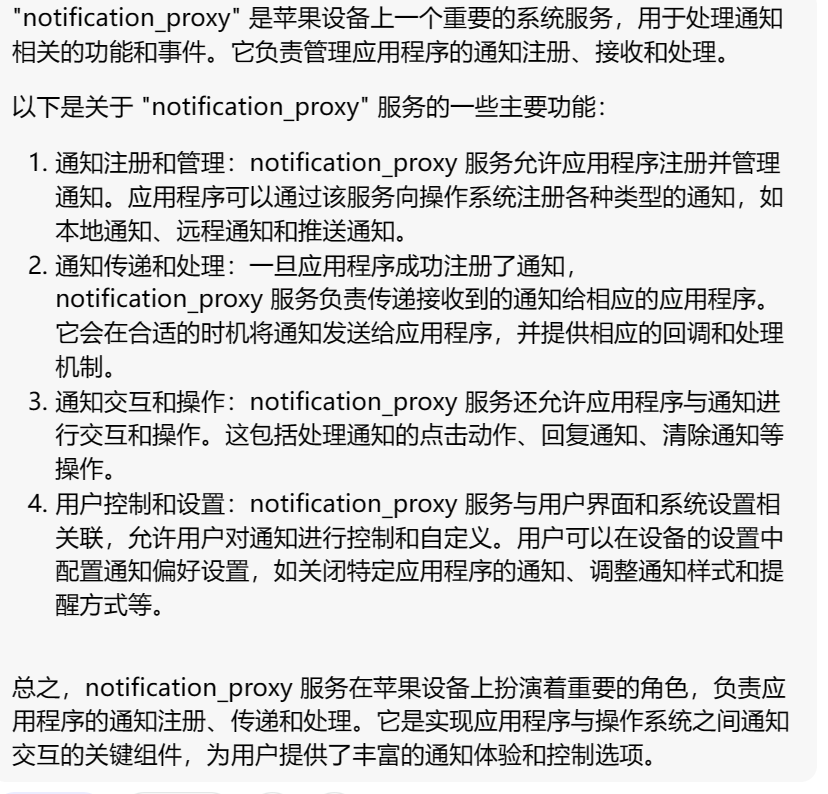 "notification_proxy" 是苹果设备上一个重要的系统服务，用于处理通知
相关的功能和事件。它负责管理应用程序的通知注册、接收和处理。
以下是关于 "notification_proxy" 服务的一些主要功能：
1. 通知注册和管理：notification_proxy 服务允许应用程序注册并管理
通知。应用程序可以通过该服务向操作系统注册各种类型的通知，如
本地通知、远程通知和推送通知。
2. 通知传递和处理：一旦应用程序成功注册了通知，
notification_proxy 服务负责传递接收到的通知给相应的应用程序。
它会在合适的时机将通知发送给应用程序，并提供相应的回调和处理
机制。
3. 通知交互和操作：notification_proxy 服务还允许应用程序与通知进
行交互和操作。这包括处理通知的点击动作、回复通知、清除通知等
操作。
4. 用户控制和设置：notification_proxy 服务与用户界面和系统设置相
关联，允许用户对通知进行控制和自定义。用户可以在设备的设置中
配置通知偏好设置，如关闭特定应用程序的通知、调整通知样式和提
醒方式等。
总之，notification_proxy 服务在苹果设备上扮演着重要的角色，负责应
用程序的通知注册、传递和处理。它是实现应用程序与操作系统之间通知
交互的关键组件，为用户提供了丰富的通知体验和控制选项。